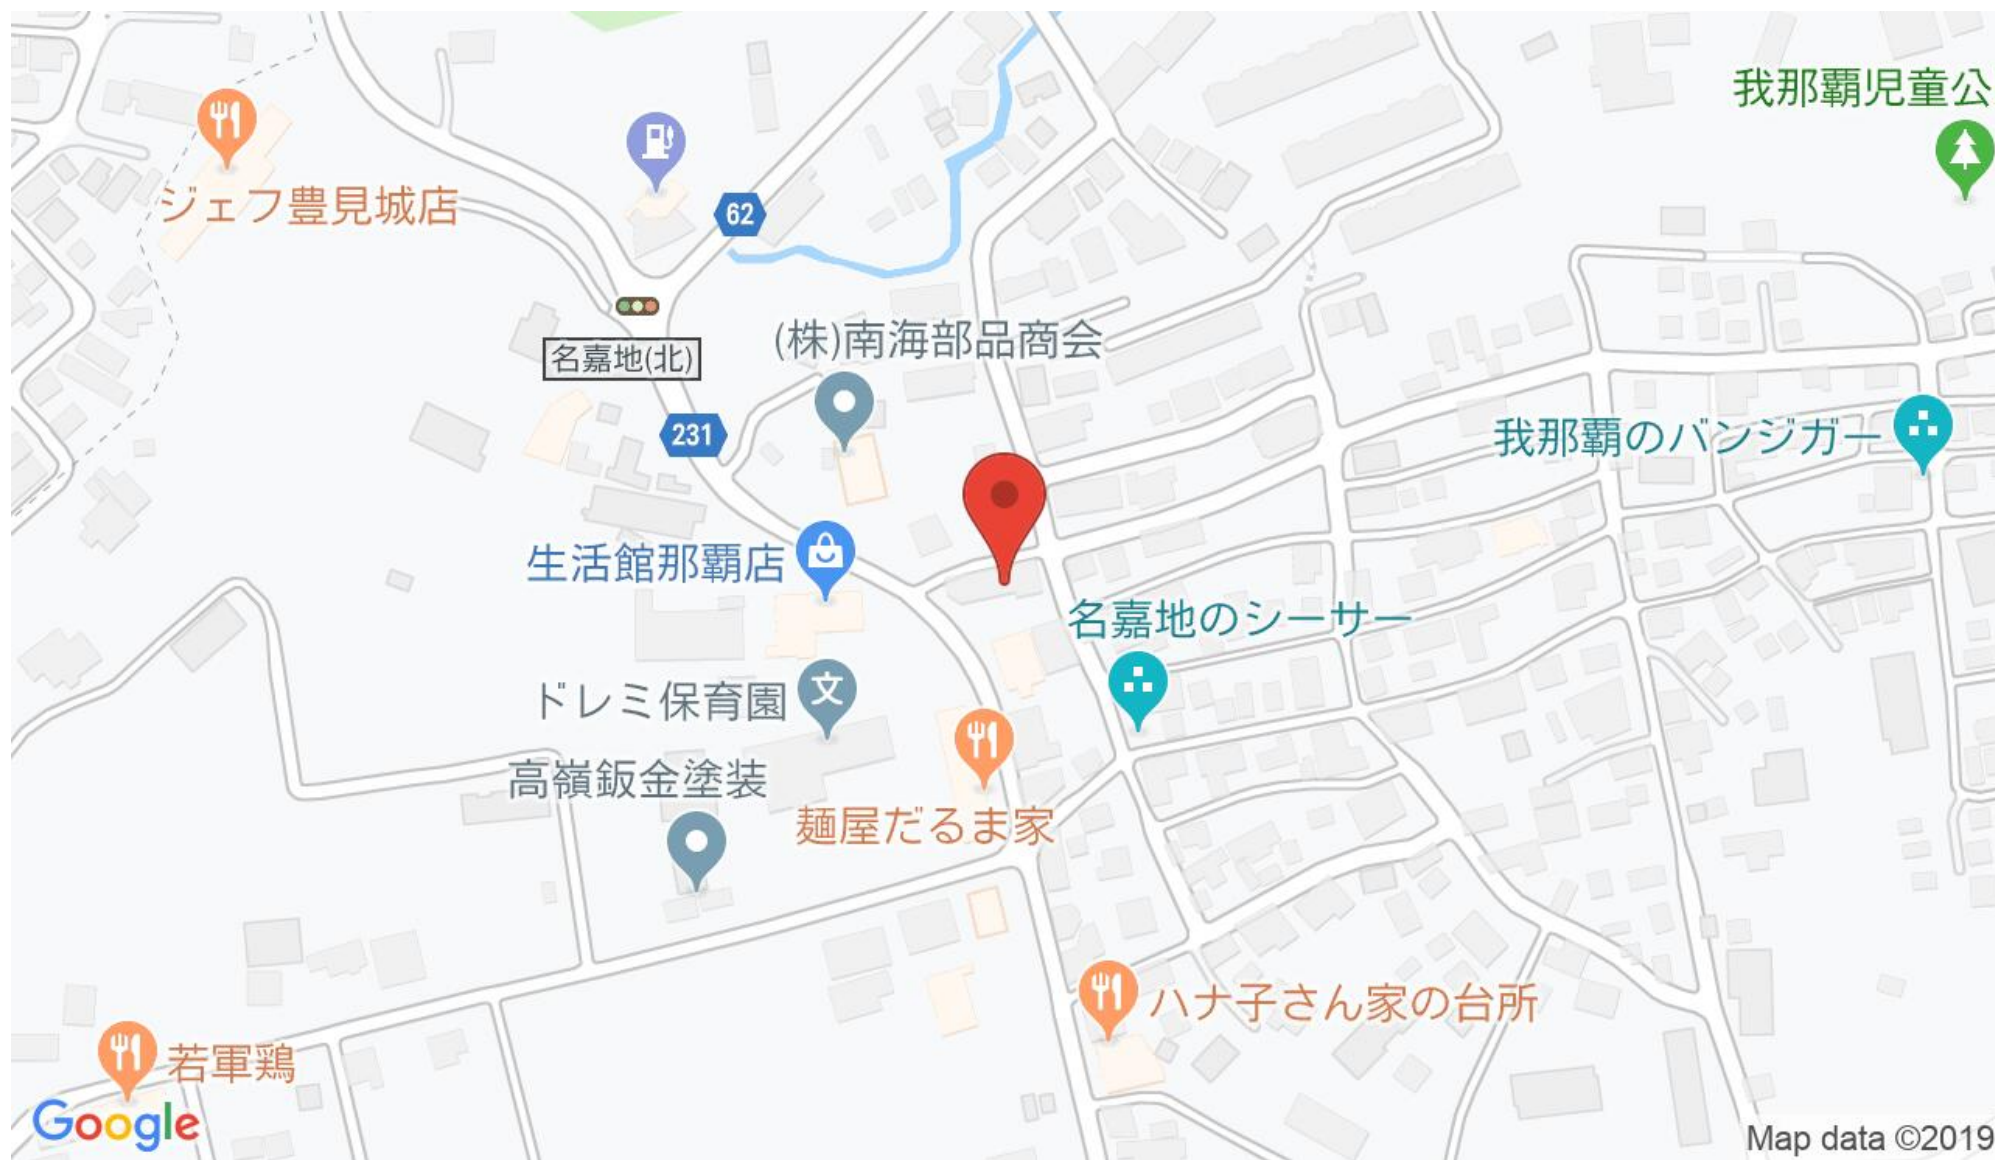 我那覇児童公
ジェフ豊見城店
62
(株)南海部品商会
名嘉地(北)
231
我那覇のバンジガー
生活館那覇店
名嘉地のシーサー
ドレミ保育園
文
高嶺鈑金塗装
麺屋だるま家
ハナ子さん家の台所
若軍鶏
Google
Map data ©2019